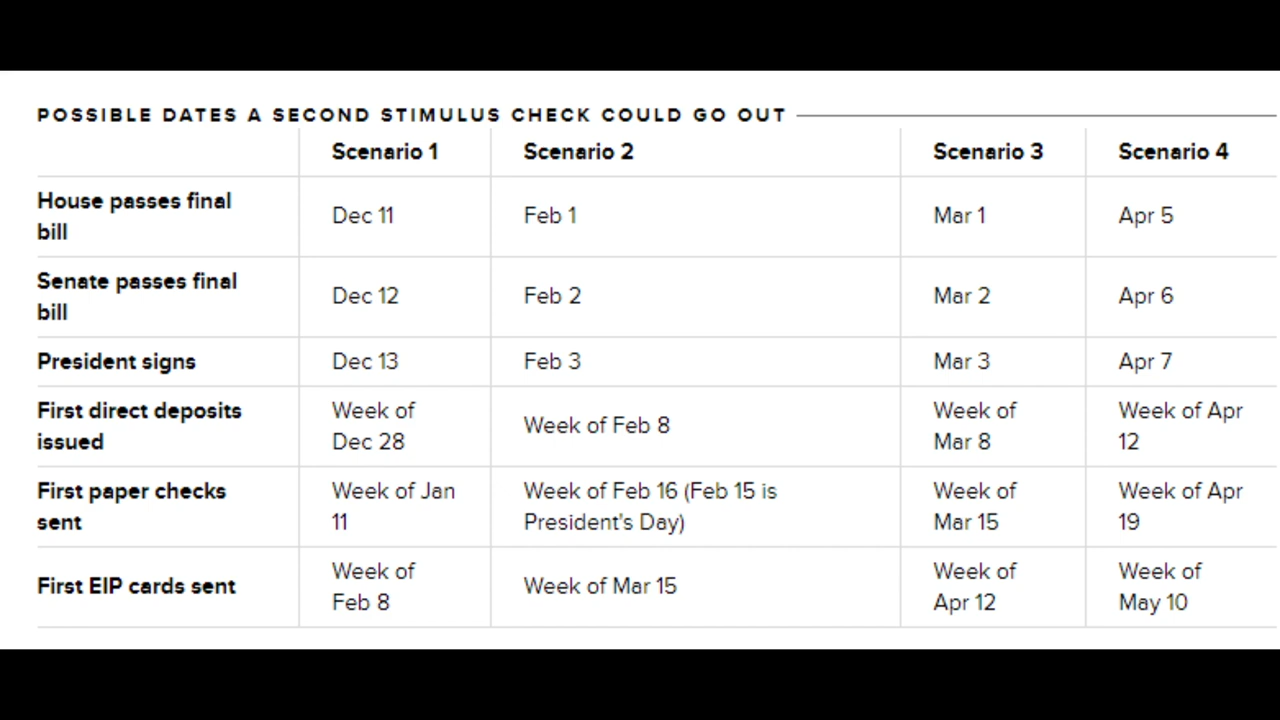 POSSIBLE DATES A SECOND STIMULUS CHECK COULD GO OUT
Scenario 1 Scenario 2 Scenario 3 Scenario 4
House passes final
bill
Dec 11 Feb 1 Mar 1 Apr 5
Senate passes final
bill
Dec 12 Feb 2 Mar 2 Apr 6
President signs Dec 13 Feb 3 Mar 3 Apr 7
First direct deposits
issued
Week of
Dec 28
Week of Feb 8
Week of
Mar 8
Week of Apr
12
First paper checks
sent
Week of Jan
11
Week of Feb 16 (Feb 15 is
President's Day)
Week of
Mar 15
Week of Apr
19
First EIP cards sent
Week of
Feb 8
Week of Mar 15
Week of
Apr 12
Week of
May 10